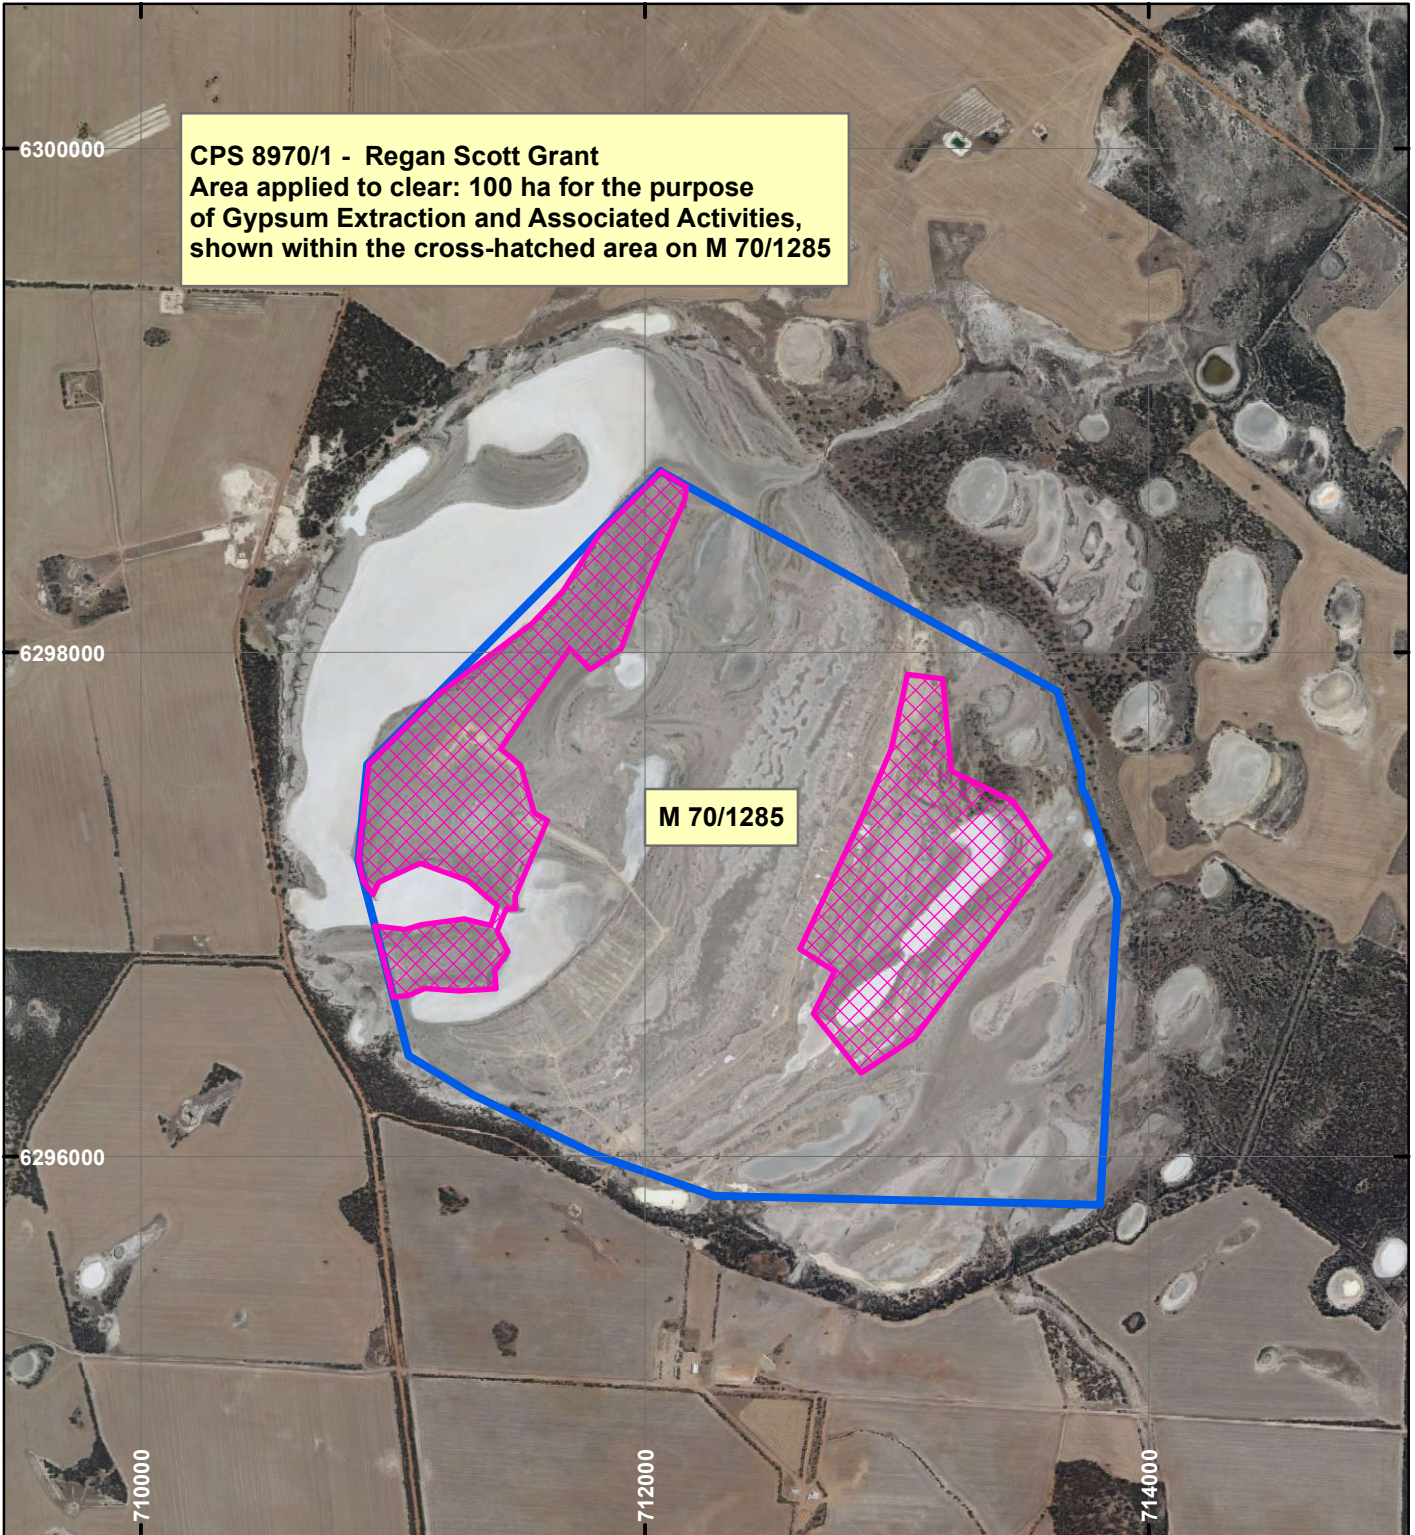 6300000
CPS 8970/1 - Regan Scott Grant
Area applied to clear: 100 ha for the purpose
of Gypsum Extraction and Associated Activities,
shown within the cross-hatched area on M 70/1285
6298000
M 70/1285
6296000
710000
712000
714000